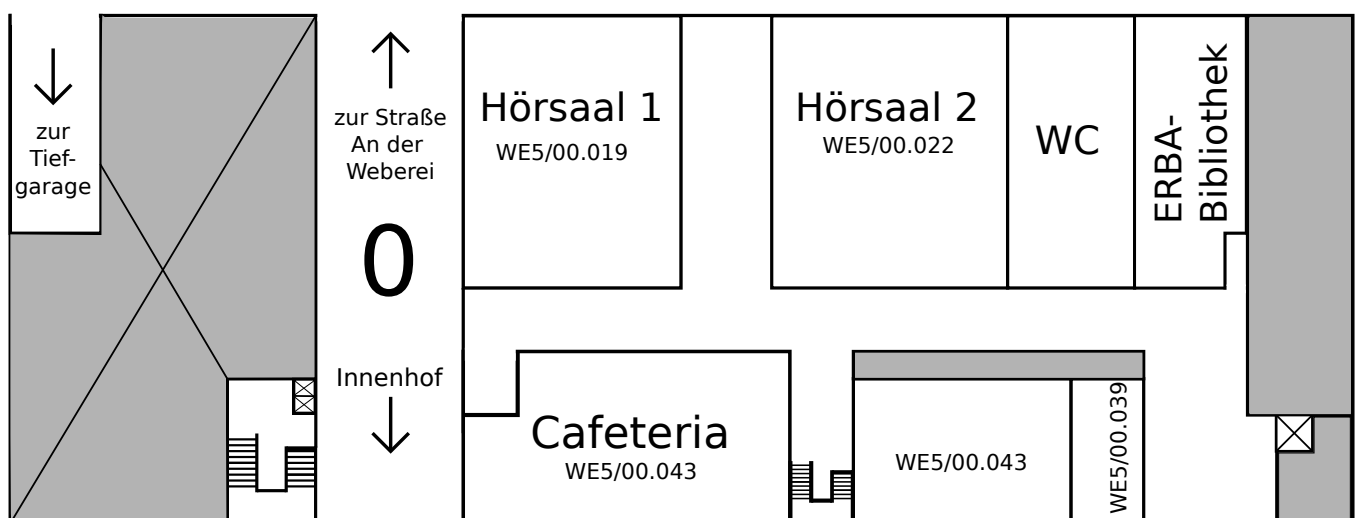 zur
Tief-
garage
zur Straße
An der
Weberei
0
Innenhof
Hörsaal 1
WE5/00.019
Hörsaal 2
WE5/00.022
WC
ERBA-
Bibliothek
Cafeteria
WE5/00.043
WE5/00.043
WE5/00.039